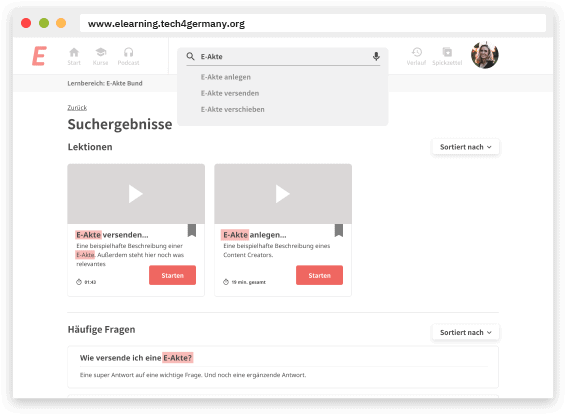 www.elearning.tech4germany.org
E
Start
Kurse
Podcast
E-Akte
Verlauf
Spickzettel
E-Akte anlegen
E-Akte versenden
E-Akte verschieben
Lernbereich: E-Akte Bund
Zurück
Suchergebnisse
Lektionen
Sortiert nach
E-Akte versenden...
Eine beispielhafte Beschreibung einer
E-Akte. Außerdem steht hier noch was
relevantes
01:43
Starten
E-Akte anlegen...
Eine beispielhafte Beschreibung eines
Content Creators.
19 min. gesamt
Starten
Häufige Fragen
Sortiert nach
Wie versende ich eine E-Akte?
Eine super Antwort auf eine wichtige Frage. Und noch eine ergänzende Antwort.